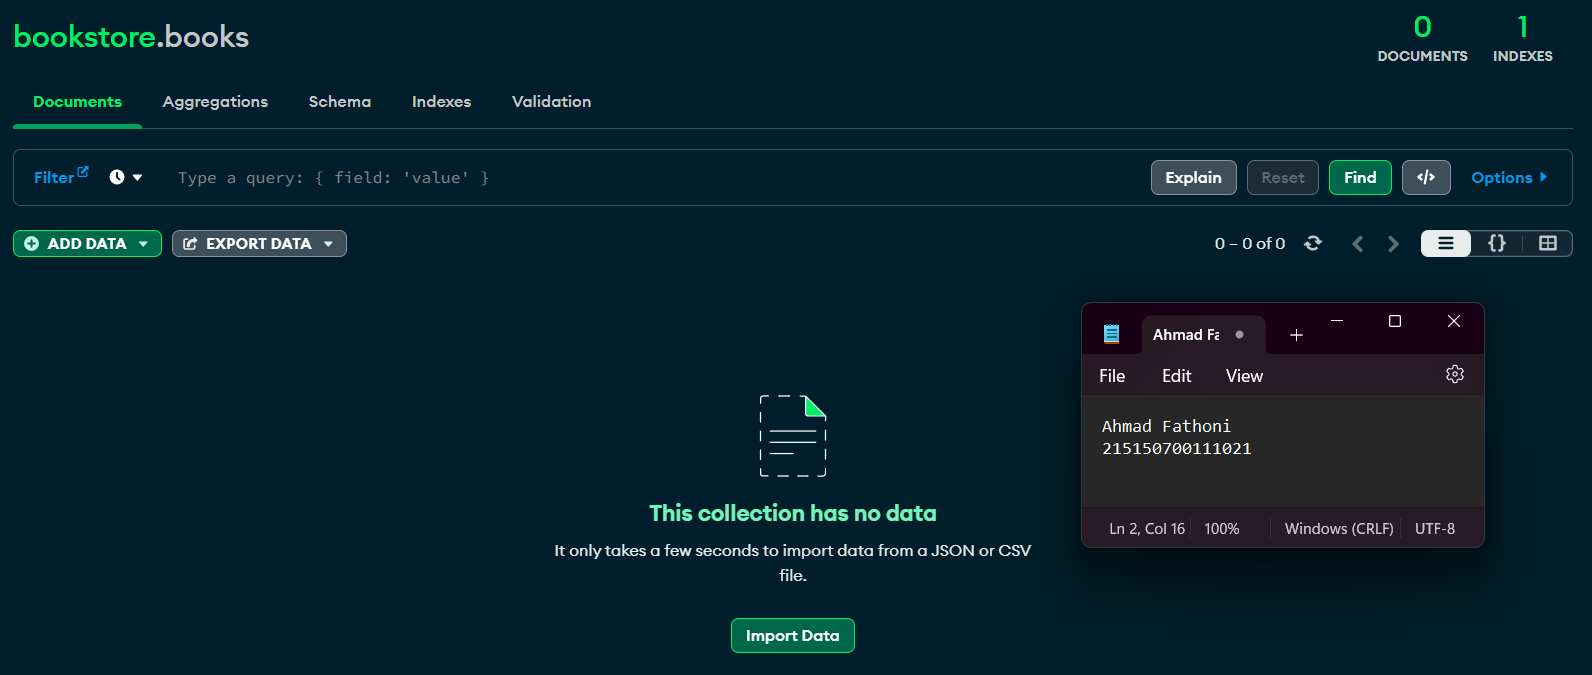 bookstore.books
0
DOCUMENTS
1
INDEXES
Documents
Aggregations
Schema
Indexes
Validation
Filter
Type a query: { field: 'value' }
Explain
Reset
Find
</>
Options
ADD DATA
EXPORT DATA
0 – 0 of 0
{}
This collection has no data
It only takes a few seconds to import data from a JSON or CSV
file.
Import Data
Ahmad Fa
File
Edit
View
Ahmad Fathoni
215150700111021
Ln 2, Col 16
100%
Windows (CRLF)
UTF-8